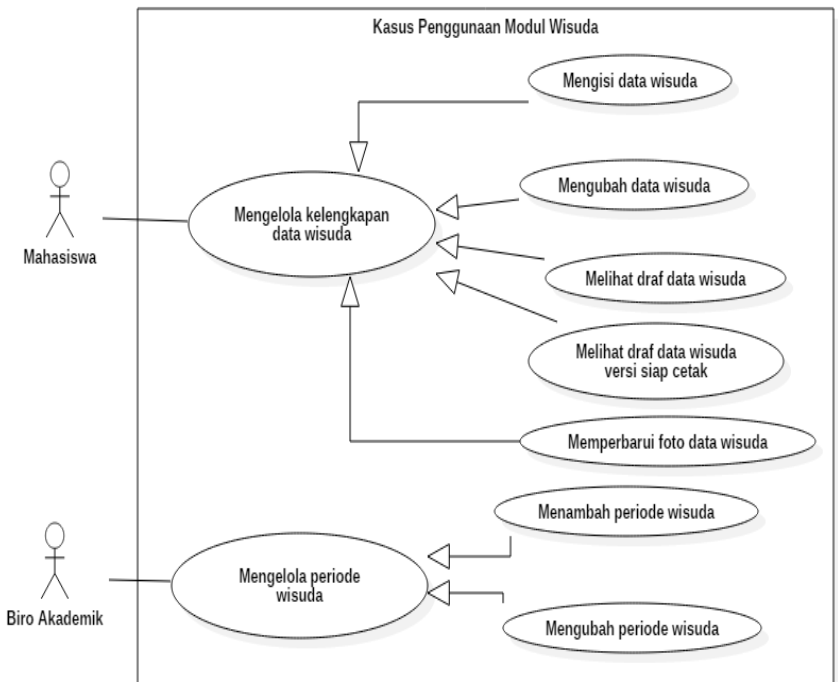 Kasus Penggunaan Modul Wisuda
Mengisi data wisuda
Mengubah data wisuda
Mengelola kelengkapan
data wisuda
Mahasiswa
Melihat draf data wisuda
Melihat draf data wisuda
versi siap cetak
Memperbarui foto data wisuda
Menambah periode wisuda
Mengelola periode
wisuda
Biro Akademik
Mengubah periode wisuda